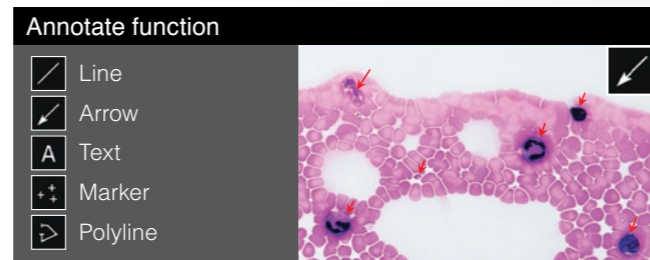 Annotate function
Line
Arrow
A Text
Marker
Polyline